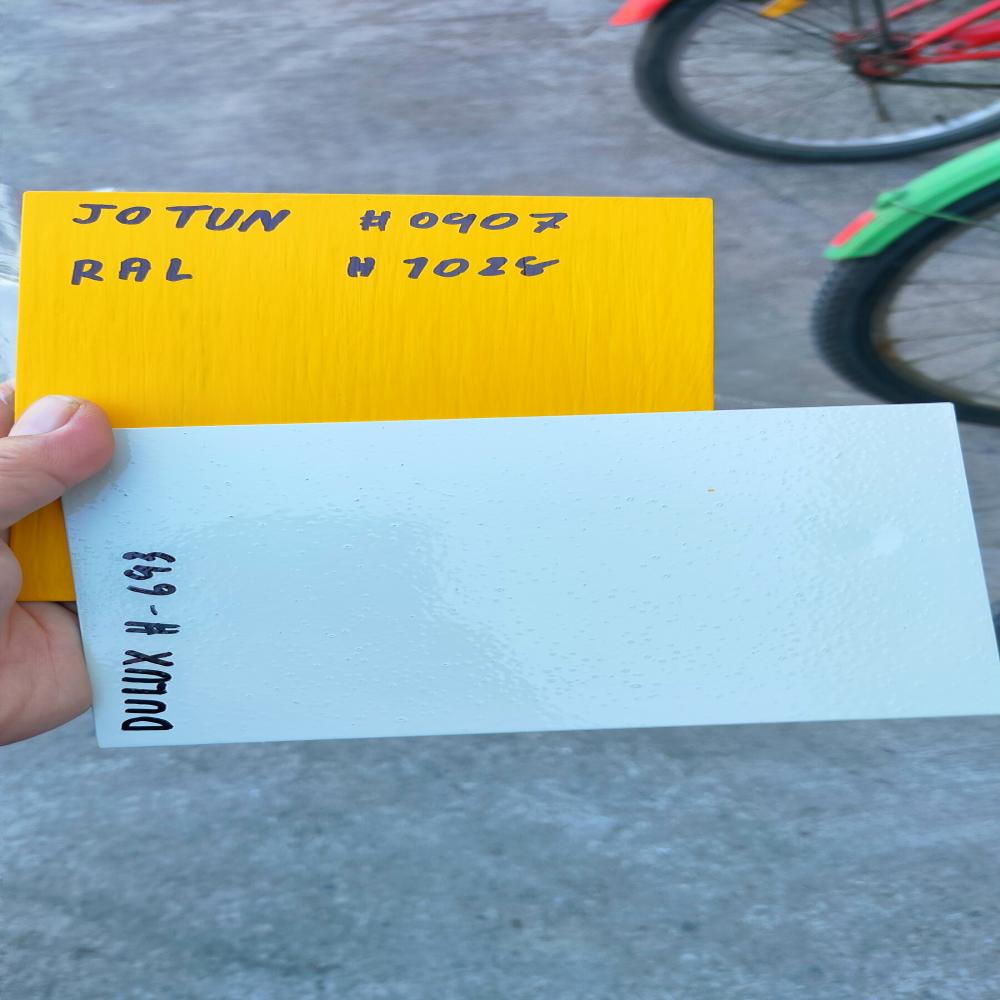 JOTUN # 0907
RAL # 1028
DULUX H-693